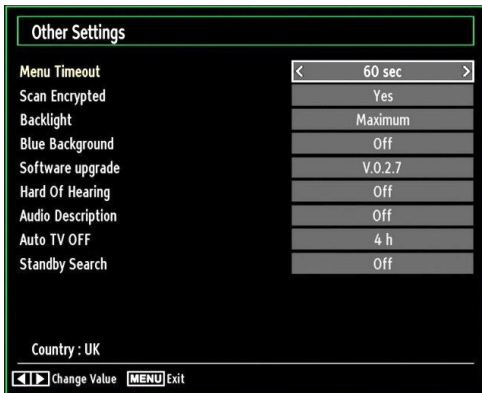 Other Settings
Menu Timeout < 60 sec >
Scan Encrypted Yes
Backlight Maximum
Blue Background Off
Software upgrade V.0.2.7
Hard Of Hearing Off
Audio Description Off
Auto TV OFF 4 h
Standby Search Off
Country : UK
Change Value MENU Exit